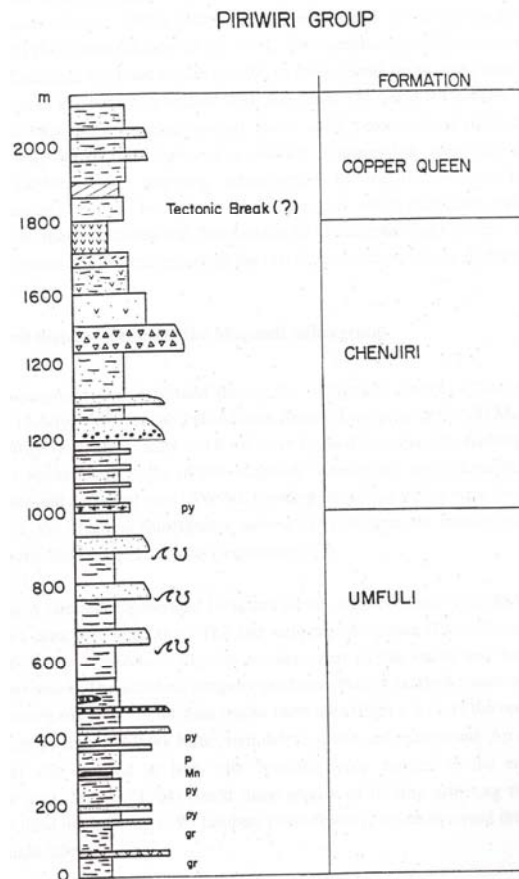 PIRIWIRI GROUP
FORMATION
m
2000
COPPER QUEEN
Tectonic Break(?)
1800
1600
1200
CHENJIRI
1200
1000
py
800
UMFULI
600
py
400
P
Mn
py
200
py
gr
0
gr